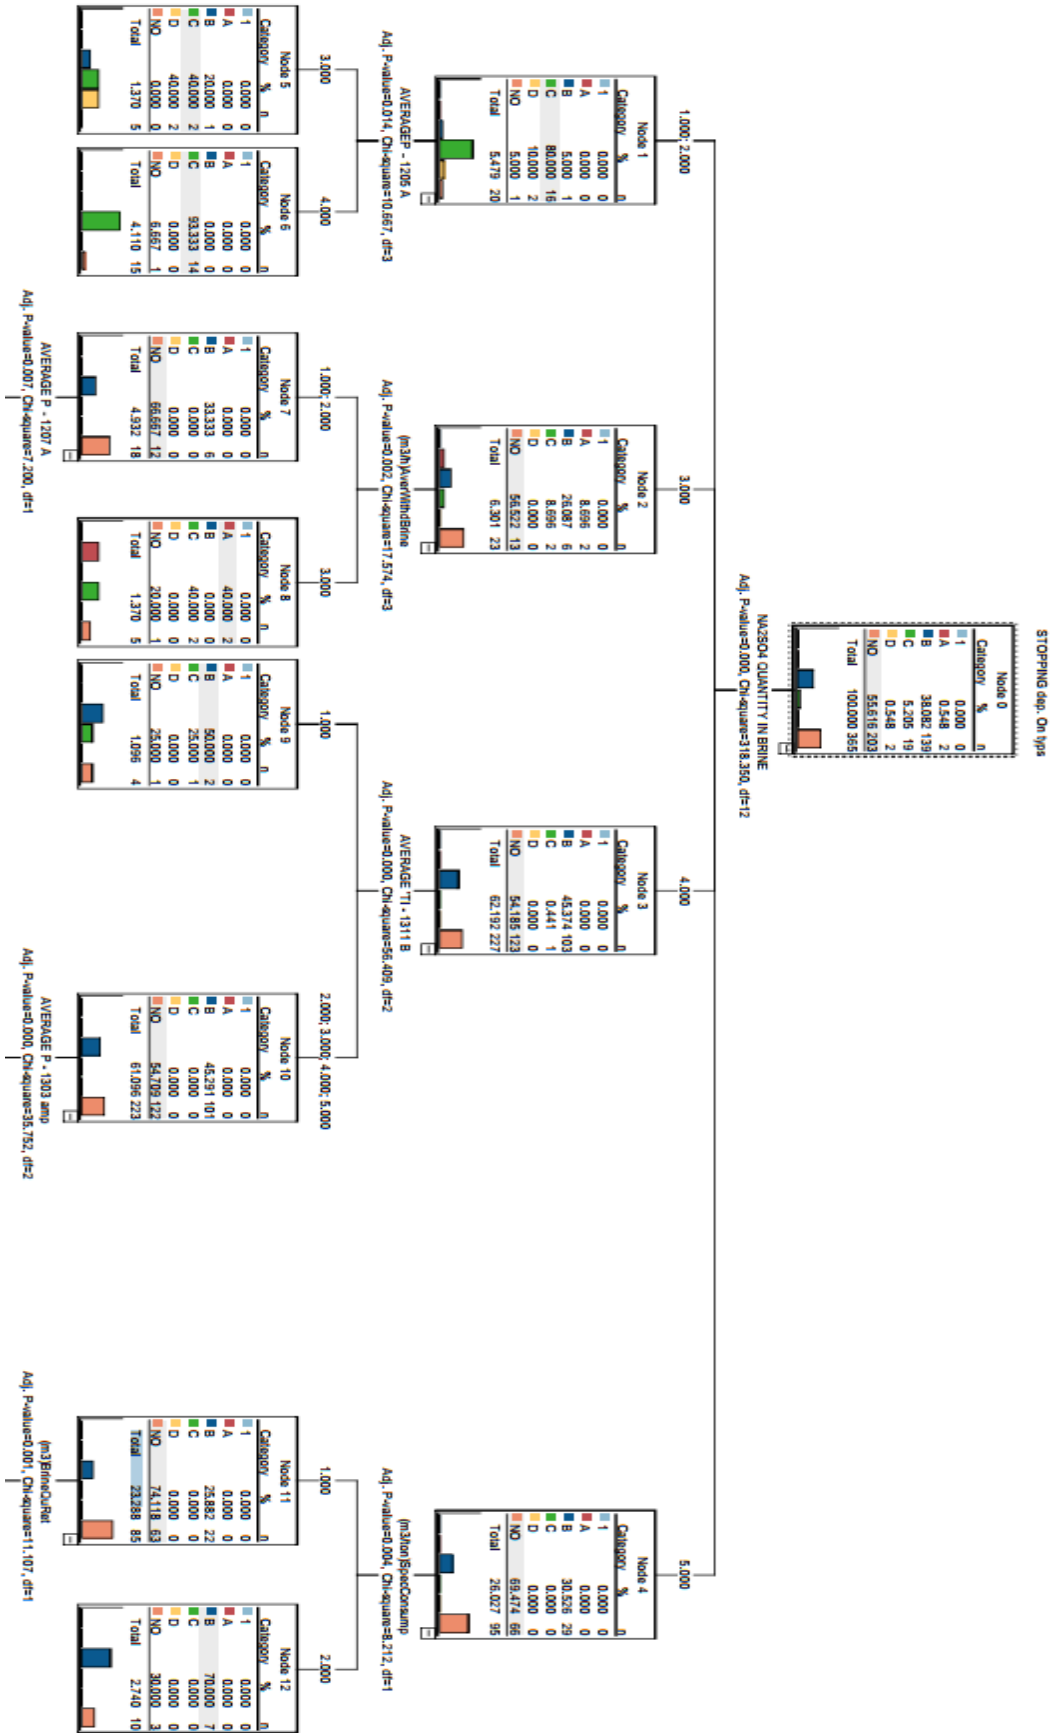 STOPPING dep. On typs
Node 0
Category % n
1 0.000 0
A 0.548 2
B 38.082 139
C 5.205 19
D 0.548 2
NO 55.616 203
Total 100.000 365
NA2SO4 QUANTITY IN BRINE
Adj. P-value=0.000, Chi-square=318.350, df=12
1.000; 2.000
3.000
4.000
5.000
Node 1
Category % n
1 0.000 0
A 0.000 0
B 5.000 1
C 80.000 16
D 10.000 2
NO 5.000 1
Total 5.479 20
AVERAGEP - 1205 A
Adj. P-value=0.014, Chi-square=10.667, df=3
Node 2
Category % n
1 0.000 0
A 8.696 2
B 26.087 6
C 8.696 2
D 0.000 0
NO 56.522 13
Total 6.301 23
(m3/h)AverWithdBrine
Adj. P-value=0.002, Chi-square=17.574, df=3
Node 3
Category % n
1 0.000 0
A 0.000 0
B 45.374 103
C 0.441 1
D 0.000 0
NO 54.185 123
Total 62.192 227
AVERAGE 'TI - 1311 B
Adj. P-value=0.000, Chi-square=56.409, df=2
Node 4
Category % n
1 0.000 0
A 0.000 0
B 30.526 29
C 0.000 0
D 0.000 0
NO 69.474 66
Total 26.027 95
(m3/ton)SpecConsump
Adj. P-value=0.004, Chi-square=8.212, df=1
3.000
4.000
1.000; 2.000
3.000
1.000
2.000; 3.000; 4.000; 5.000
1.000
2.000
Node 5
Category % n
1 0.000 0
A 0.000 0
B 20.000 1
C 40.000 2
D 40.000 2
NO 0.000 0
Total 1.370 5
Node 6
Category % n
1 0.000 0
A 0.000 0
B 0.000 0
C 93.333 14
D 0.000 0
NO 6.667 1
Total 4.110 15
Node 7
Category % n
1 0.000 0
A 0.000 0
B 33.333 6
C 0.000 0
D 0.000 0
NO 66.667 12
Total 4.932 18
AVERAGE P - 1207 A
Adj. P-value=0.007, Chi-square=7.200, df=1
Node 8
Category % n
1 0.000 0
A 40.000 2
B 0.000 0
C 40.000 2
D 0.000 0
NO 20.000 1
Total 1.370 5
Node 9
Category % n
1 0.000 0
A 0.000 0
B 50.000 2
C 25.000 1
D 0.000 0
NO 25.000 1
Total 1.096 4
Node 10
Category % n
1 0.000 0
A 0.000 0
B 45.291 101
C 0.000 0
D 0.000 0
NO 54.709 122
Total 61.096 223
AVERAGE P - 1303 amp
Adj. P-value=0.000, Chi-square=35.752, df=2
Node 11
Category % n
1 0.000 0
A 0.000 0
B 25.882 22
C 0.000 0
D 0.000 0
NO 74.118 63
Total 23.288 85
(m3)BrineQuRet
Adj. P-value=0.001, Chi-square=11.107, df=1
Node 12
Category % n
1 0.000 0
A 0.000 0
B 70.000 7
C 0.000 0
D 0.000 0
NO 30.000 3
Total 2.740 10